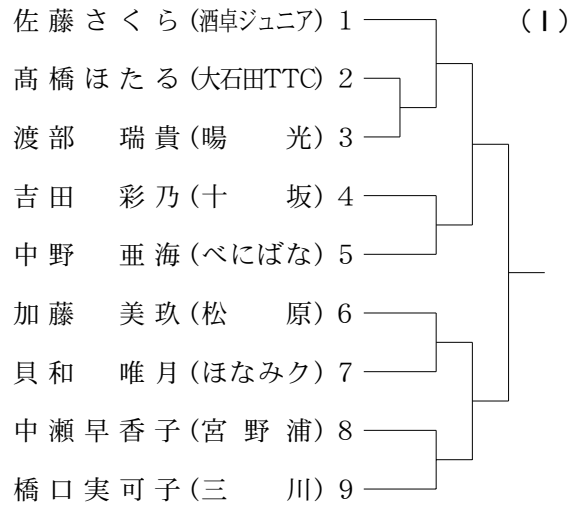 佐藤さくら(酒卓ジュニア) 1 (I)
髙橋ほたる(大石田TTC) 2
渡部 瑞貴(暘 光) 3
吉田 彩乃(十 坂) 4
中野 亜海(べにばな) 5
加藤 美玖(松 原) 6
貝和 唯月(ほなみク) 7
中瀬早香子(宮野浦) 8
橋口実可子(三 川) 9